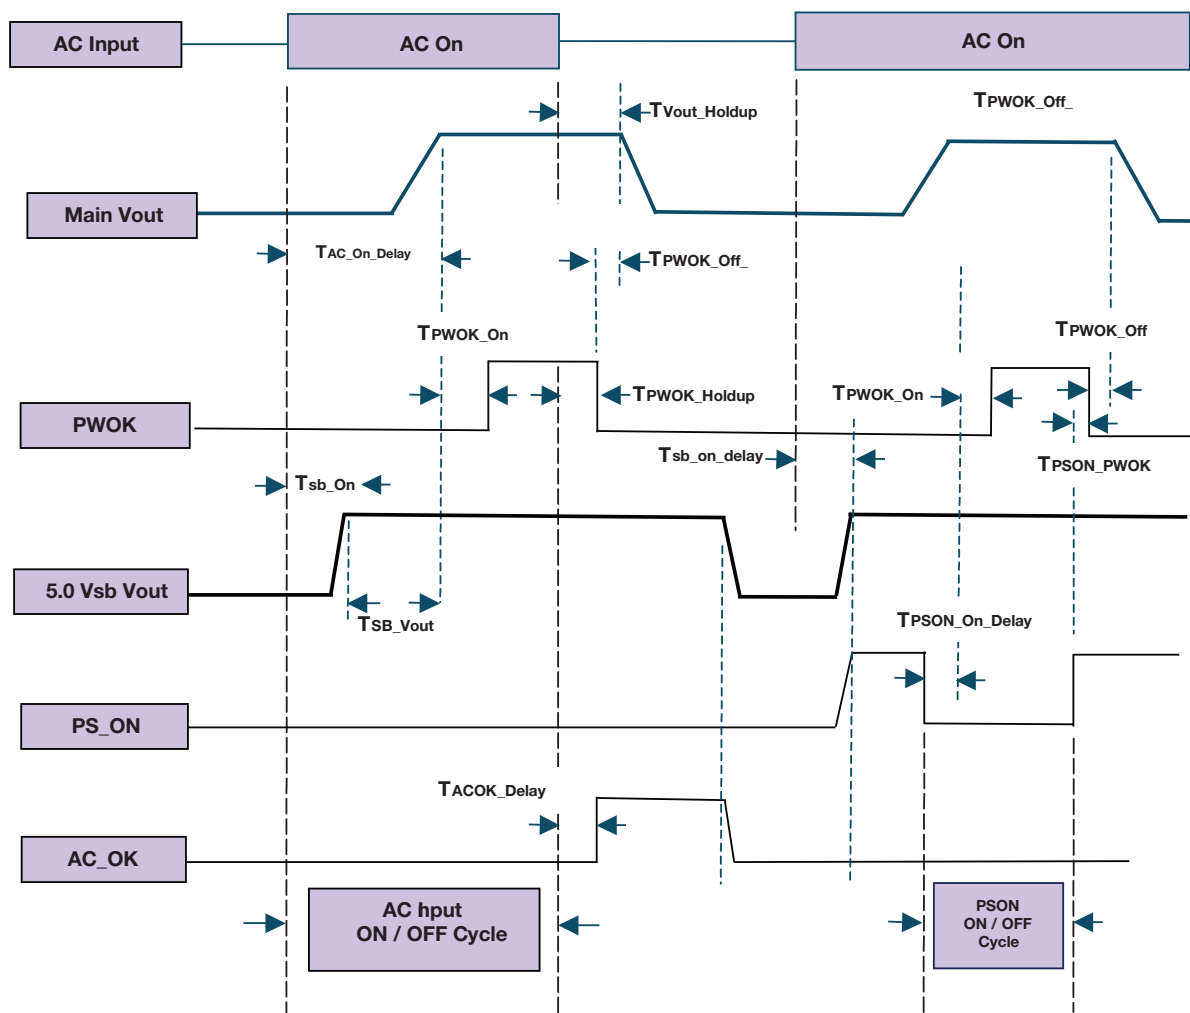 AC Input
AC On
AC On
TVout_Holdup
TPWOK_Off_
Main Vout
TAC_On_Delay
TPWOK_Off_
TPWOK_On
TPWOK_Off
TPWOK_Holdup
TPWOK_On
PWOK
Tsb_on_delay
TPSON_PWOK
Tsb_On
5.0 Vsb Vout
TSB_Vout
TPSON_On_Delay
PS_ON
TACOK_Delay
AC_OK
AC hput
ON / OFF Cycle
PSON
ON / OFF
Cycle